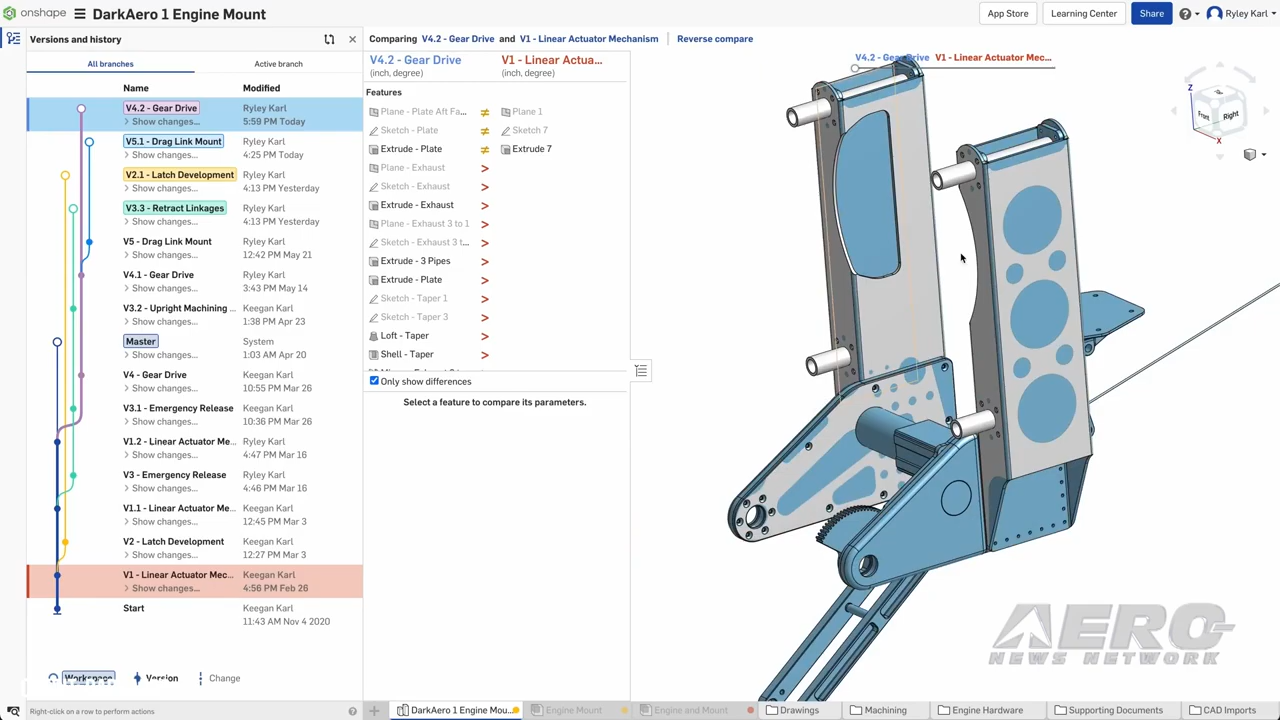 onshape
DarkAero 1 Engine Mount
App Store
Learning Center
Share
Ryley Karl
Versions and history
All branches
Active branch
Name
Modified
V4.2 - Gear Drive
Ryley Karl
Show changes...
5:59 PM Today
V5.1 - Drag Link Mount
Ryley Karl
Show changes...
4:25 PM Today
V2.1 - Latch Development
Ryley Karl
Show changes...
4:13 PM Yesterday
V3.3 - Retract Linkages
Ryley Karl
Show changes...
4:13 PM Yesterday
V5 - Drag Link Mount
Ryley Karl
Show changes...
12:42 PM May 21
V4.1 - Gear Drive
Ryley Karl
Show changes...
3:43 PM May 14
V3.2 - Upright Machining ...
Keegan Karl
Show changes...
1:38 PM Apr 23
Master
System
Show changes...
1:03 AM Apr 20
V4 - Gear Drive
Keegan Karl
Show changes...
10:55 PM Mar 26
V3.1 - Emergency Release
Keegan Karl
Show changes...
10:36 PM Mar 26
V1.2 - Linear Actuator Me...
Ryley Karl
Show changes...
4:47 PM Mar 16
V3 - Emergency Release
Ryley Karl
Show changes...
4:46 PM Mar 16
V1.1 - Linear Actuator Me...
Keegan Karl
Show changes...
12:45 PM Mar 3
V2 - Latch Development
Keegan Karl
Show changes...
12:27 PM Mar 3
V1 - Linear Actuator Mec...
Keegan Karl
Show changes...
4:56 PM Feb 26
Start
Keegan Karl
11:43 AM Nov 4 2020
Workspace
Version
Change
Right-click on a row to perform actions
Comparing V4.2 - Gear Drive and V1 - Linear Actuator Mechanism
Reverse compare
V4.2 - Gear Drive
V1 - Linear Actua...
(inch, degree)
(inch, degree)
Features
Plane - Plate Aft Fa...
Plane 1
Sketch - Plate
Sketch 7
Extrude - Plate
Extrude 7
Plane - Exhaust
Sketch - Exhaust
Extrude - Exhaust
Plane - Exhaust 3 to 1
Sketch - Exhaust 3 t...
Extrude - 3 Pipes
Extrude - Plate
Sketch - Taper 1
Sketch - Taper 3
Loft - Taper
Shell - Taper
Only show differences
Select a feature to compare its parameters.
V4.2 - Gear Drive
V1 - Linear Actuator Mec...
Z
Front
Right
X
AERO-
NEWS NETWORK
DarkAero 1 Engine Mou...
Engine Mount
Engine and Mount
Drawings
Machining
Engine Hardware
Supporting Documents
CAD Imports